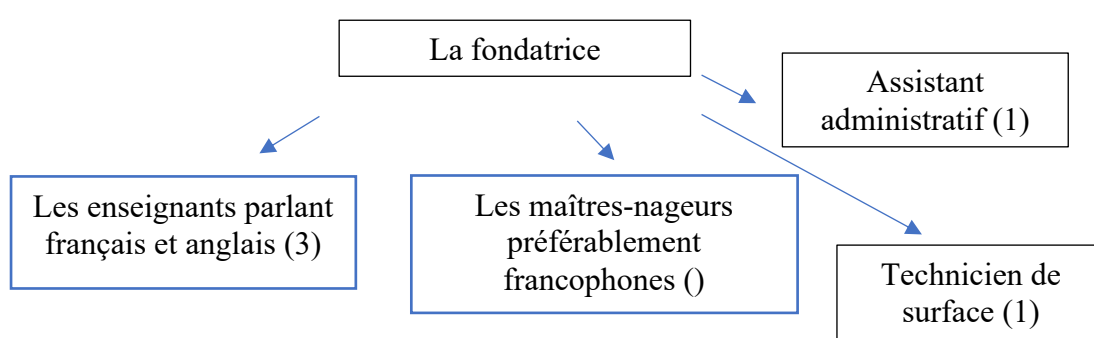 La fondatrice
Assistant
administratif (1)
Les enseignants parlant
français et anglais (3)
Les maîtres-nageurs
préférablement
francophones ()
Technicien de
surface (1)